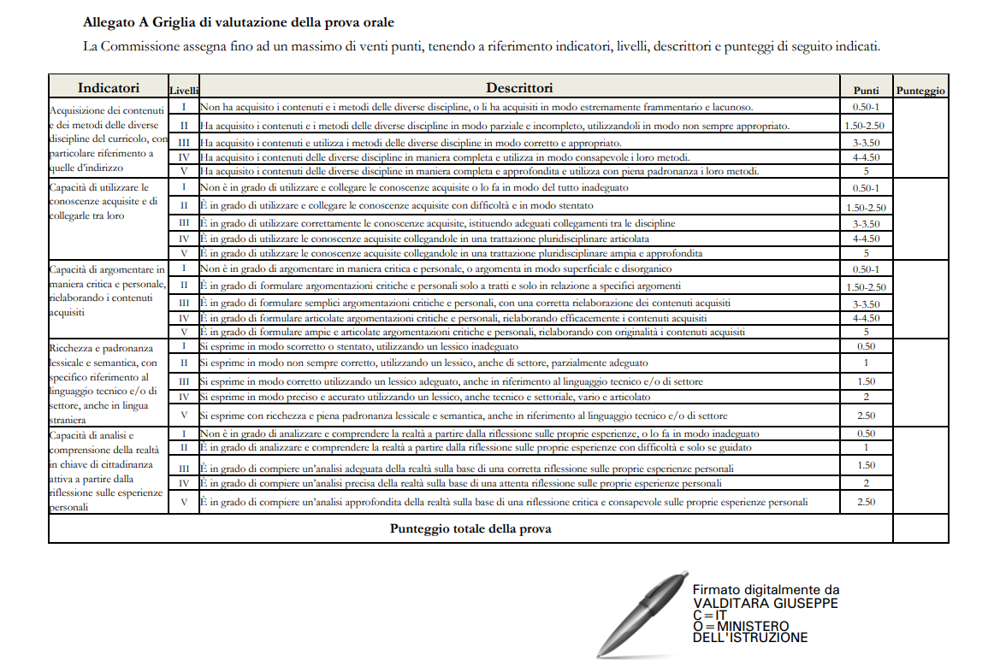 Allegato A Griglia di valutazione della prova orale
La Commissione assegna fino ad un massimo di venti punti, tenendo a riferimento indicatori, livelli, descrittori e punteggi di seguito indicati.
Indicatori Livelli Descrittori Punti Punteggio
Acquisizione dei contenuti
e dei metodi delle diverse
discipline del curricolo, con
particolare riferimento a
quelle d’indirizzo
I Non ha acquisito i contenuti e i metodi delle diverse discipline, o li ha acquisiti in modo estremamente frammentario e lacunoso. 0.50-1
II Ha acquisito i contenuti e i metodi delle diverse discipline in modo parziale e incompleto, utilizzandoli in modo non sempre appropriato. 1.50-2.50
III Ha acquisito i contenuti e utilizza i metodi delle diverse discipline in modo corretto e appropriato. 3-3.50
IV Ha acquisito i contenuti delle diverse discipline in maniera completa e utilizza in modo consapevole i loro metodi. 4-4.50
V Ha acquisito i contenuti delle diverse discipline in maniera completa e approfondita e utilizza con piena padronanza i loro metodi. 5
Capacità di utilizzare le
conoscenze acquisite e di
collegarle tra loro
I Non è in grado di utilizzare e collegare le conoscenze acquisite o lo fa in modo del tutto inadeguato 0.50-1
II È in grado di utilizzare e collegare le conoscenze acquisite con difficoltà e in modo stentato 1.50-2.50
III È in grado di utilizzare correttamente le conoscenze acquisite, istituendo adeguati collegamenti tra le discipline 3-3.50
IV È in grado di utilizzare le conoscenze acquisite collegandole in una trattazione pluridisciplinare articolata 4-4.50
V È in grado di utilizzare le conoscenze acquisite collegandole in una trattazione pluridisciplinare ampia e approfondita 5
Capacità di argomentare in
maniera critica e personale,
rielaborando i contenuti
acquisiti
I Non è in grado di argomentare in maniera critica e personale, o argomenta in modo superficiale e disorganico 0.50-1
II È in grado di formulare argomentazioni critiche e personali solo a tratti e solo in relazione a specifici argomenti 1.50-2.50
III È in grado di formulare semplici argomentazioni critiche e personali, con una corretta rielaborazione dei contenuti acquisiti 3-3.50
IV È in grado di formulare articolate argomentazioni critiche e personali, rielaborando efficacemente i contenuti acquisiti 4-4.50
V È in grado di formulare ampie e articolate argomentazioni critiche e personali, rielaborando con originalità i contenuti acquisiti 5
Ricchezza e padronanza
lessicale e semantica, con
specifico riferimento al
linguaggio tecnico e/o di
settore, anche in lingua
straniera
I Si esprime in modo scorretto o stentato, utilizzando un lessico inadeguato 0.50
II Si esprime in modo non sempre corretto, utilizzando un lessico, anche di settore, parzialmente adeguato 1
III Si esprime in modo corretto utilizzando un lessico adeguato, anche in riferimento al linguaggio tecnico e/o di settore 1.50
IV Si esprime in modo preciso e accurato utilizzando un lessico, anche tecnico e settoriale, vario e articolato 2
V Si esprime con ricchezza e piena padronanza lessicale e semantica, anche in riferimento al linguaggio tecnico e/o di settore 2.50
Capacità di analisi e
comprensione della realtà
in chiave di cittadinanza
attiva a partire dalla
riflessione sulle esperienze
personali
I Non è in grado di analizzare e comprendere la realtà a partire dalla riflessione sulle proprie esperienze, o lo fa in modo inadeguato 0.50
II È in grado di analizzare e comprendere la realtà a partire dalla riflessione sulle proprie esperienze con difficoltà e solo se guidato 1
III È in grado di compiere un’analisi adeguata della realtà sulla base di una corretta riflessione sulle proprie esperienze personali 1.50
IV È in grado di compiere un’analisi precisa della realtà sulla base di una attenta riflessione sulle proprie esperienze personali 2
V È in grado di compiere un’analisi approfondita della realtà sulla base di una riflessione critica e consapevole sulle proprie esperienze personali 2.50
Punteggio totale della prova
Firmato digitalmente da
VALDITARA GIUSEPPE
C=IT
O=MINISTERO
DELL'ISTRUZIONE